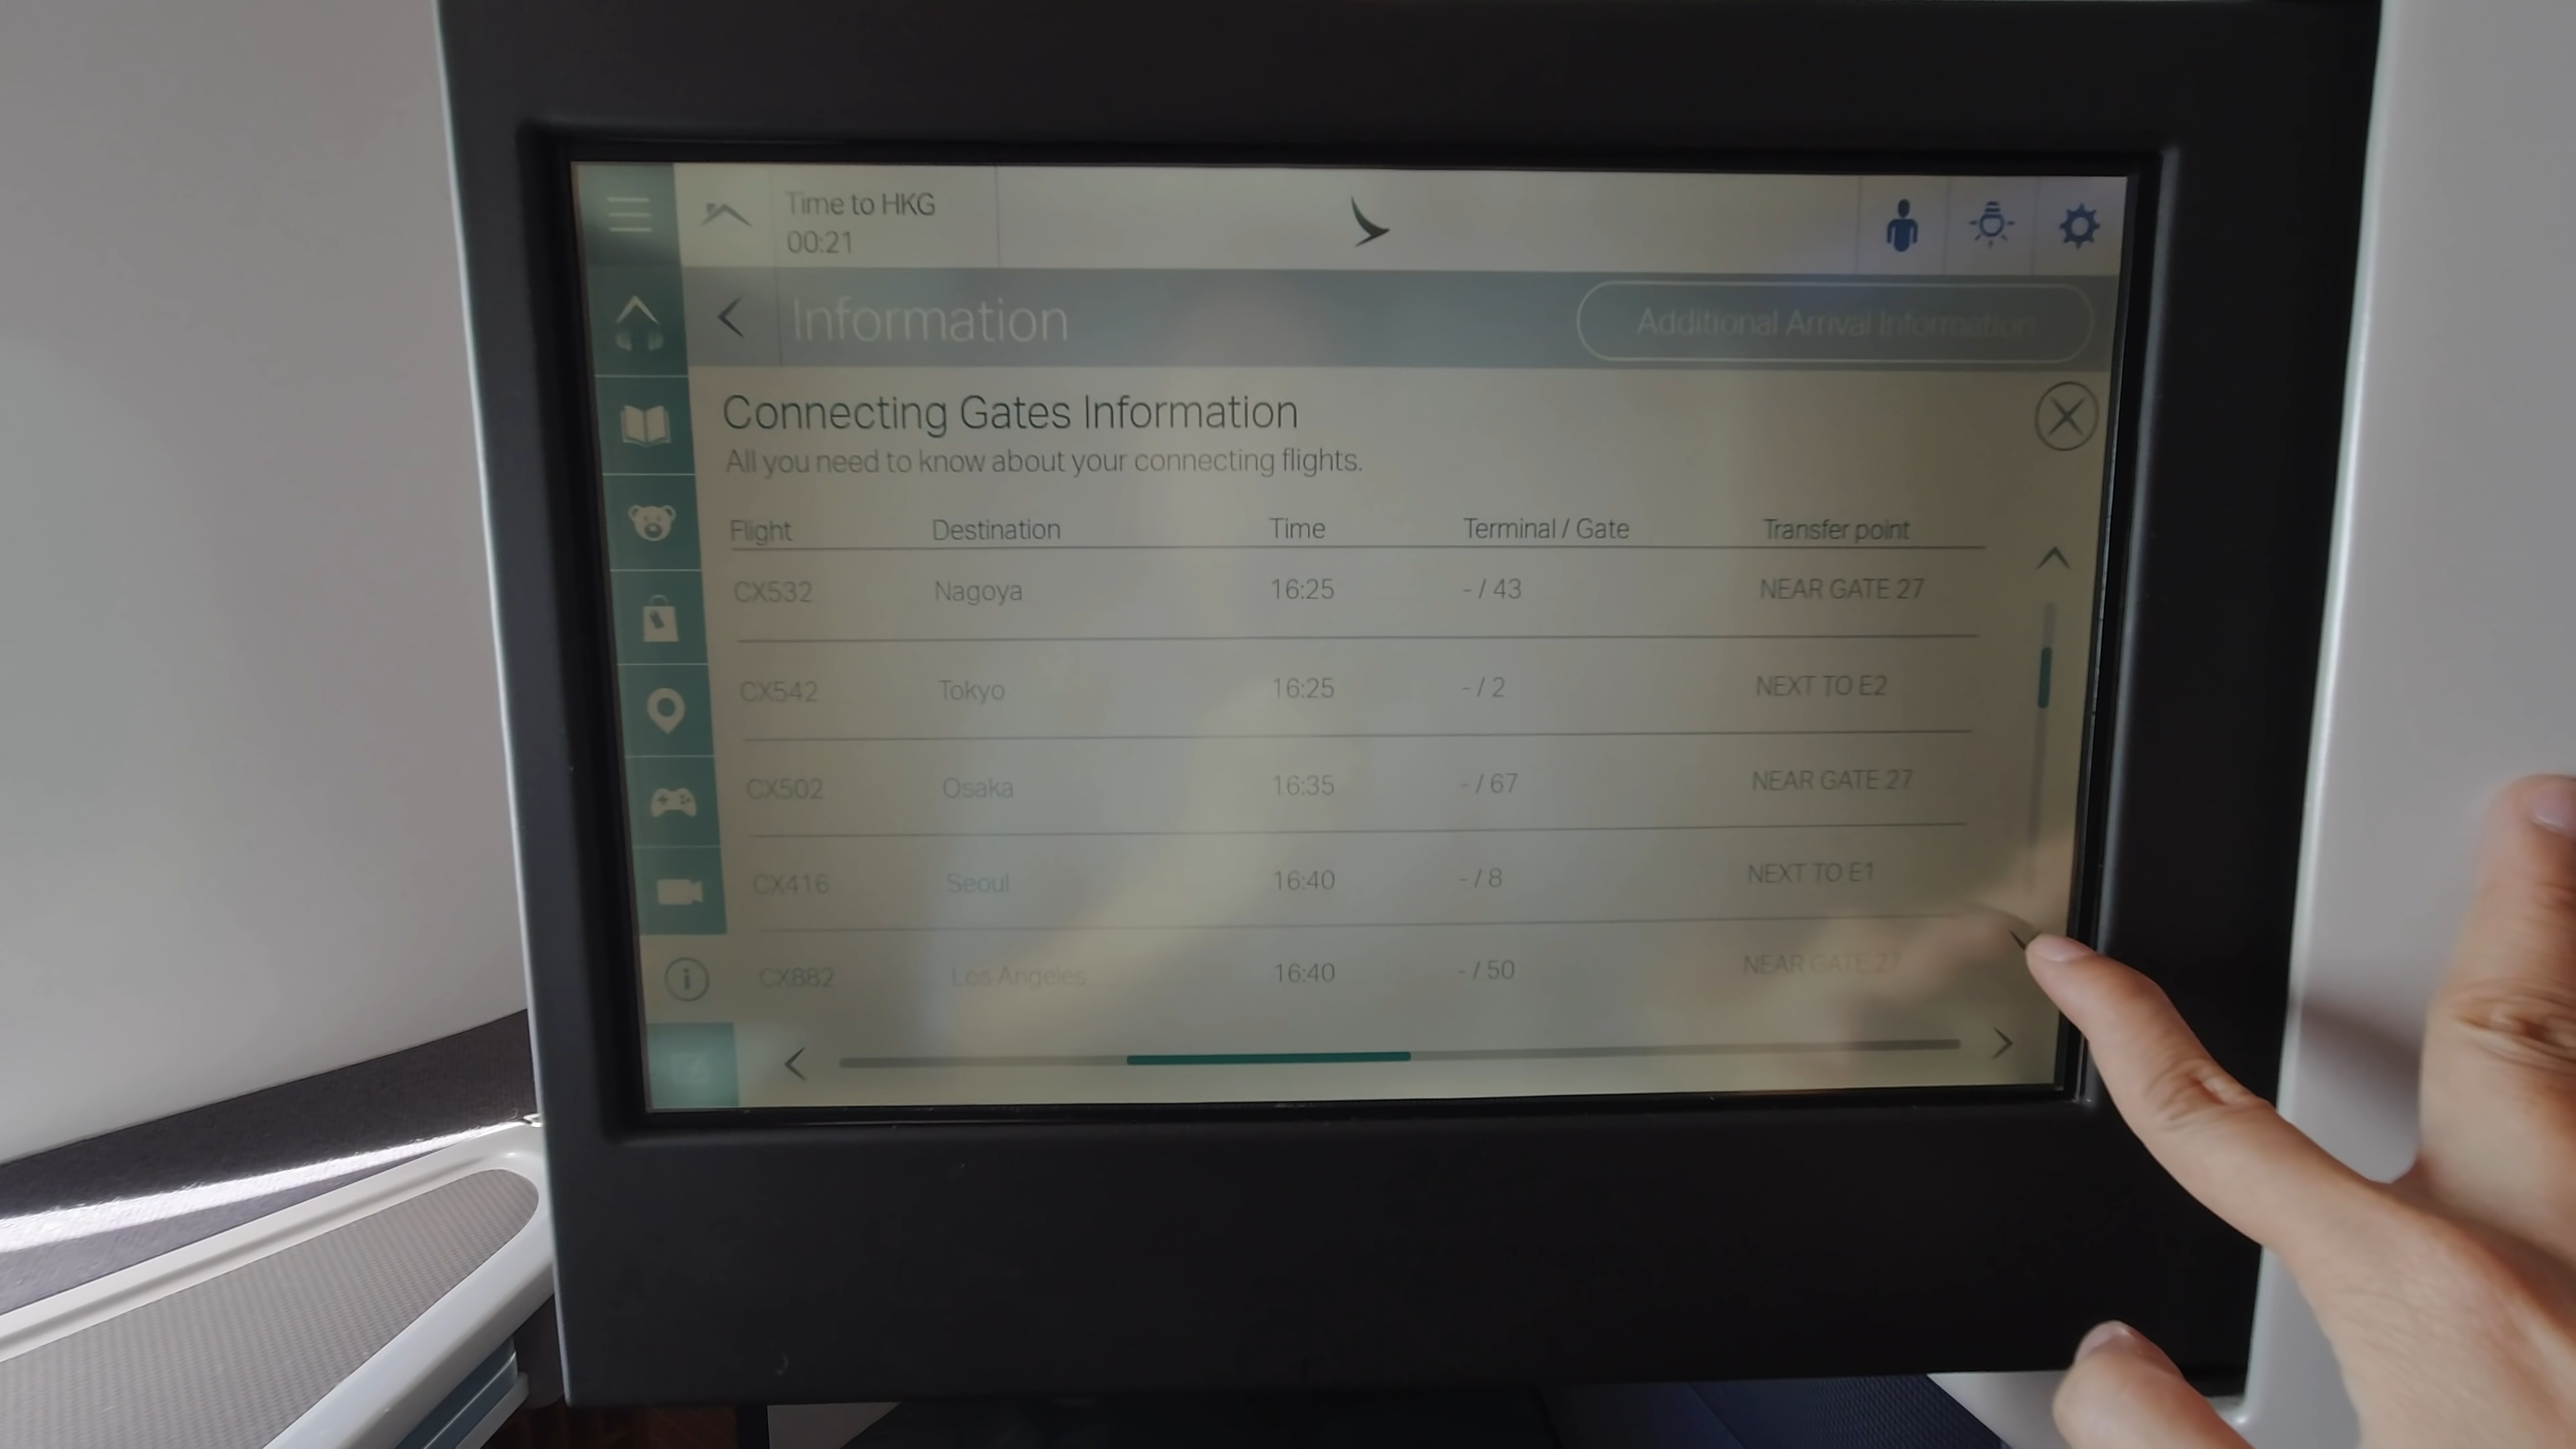 Time to HKG
00:21
Information
Additional Arrival Information
Connecting Gates Information
All you need to know about your connecting flights.
Flight Destination Time Terminal / Gate Transfer point
CX532 Nagoya 16:25 - / 43 NEAR GATE 27
CX542 Tokyo 16:25 - / 2 NEXT TO E2
CX502 Osaka 16:35 - / 67 NEAR GATE 27
CX416 Seoul 16:40 - / 8 NEXT TO E1
CX882 Los Angeles 16:40 - / 50 NEAR GATE 27